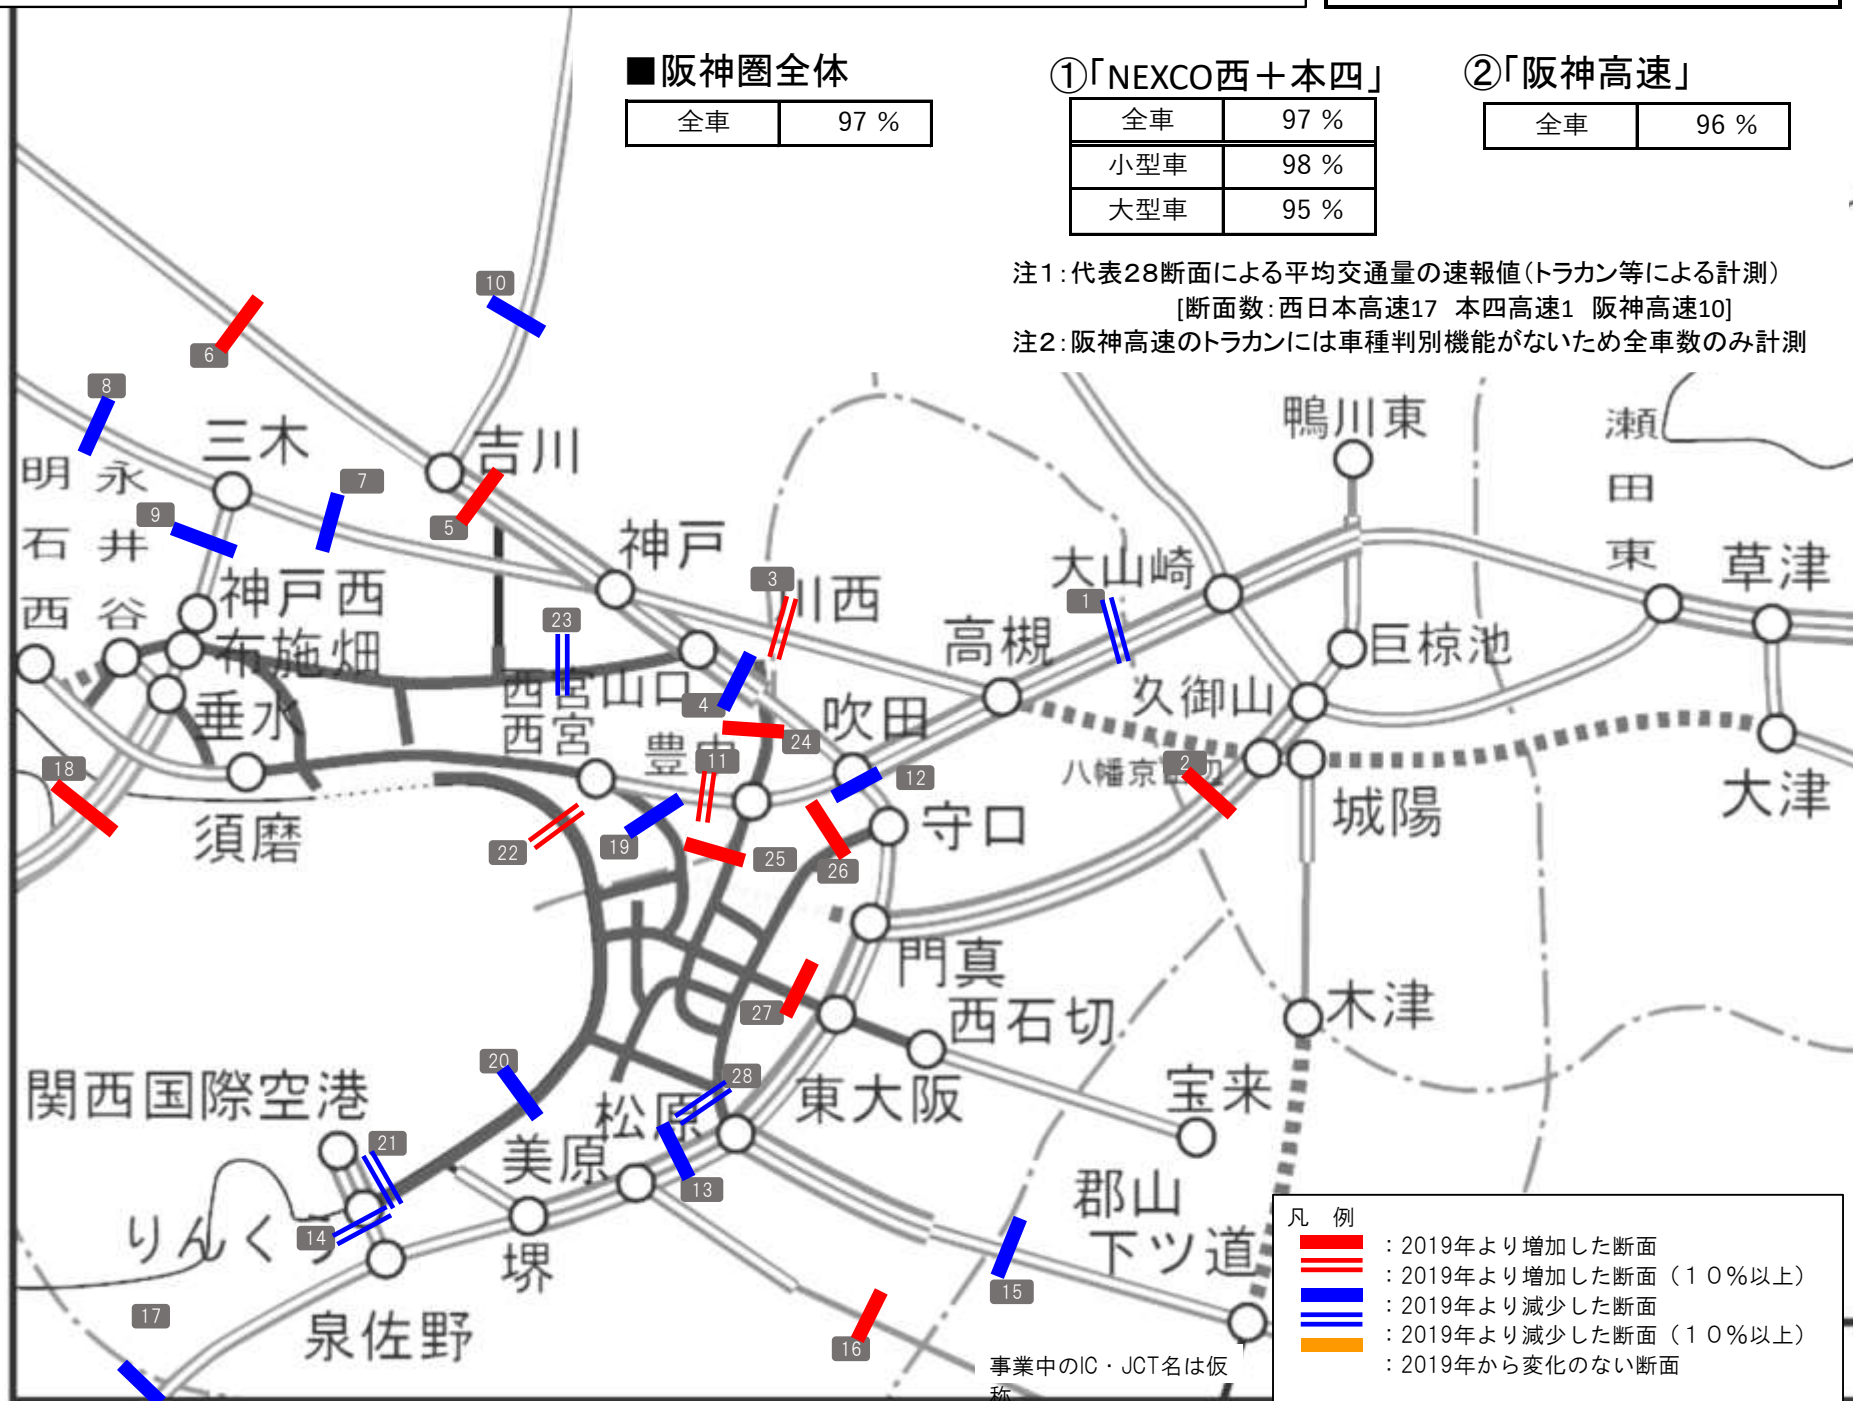 ■阪神圏全体
全車 97 %
①「NEXCO西＋本四」
全車 97 %
小型車 98 %
大型車 95 %
②「阪神高速」
全車 96 %
注1：代表28断面による平均交通量の速報値（トラカン等による計測）
[断面数：西日本高速17 本四高速1 阪神高速10]
注2：阪神高速のトラカンには車種判別機能がないため全車数のみ計測
10
6
8
三木
吉川
鴨川東
瀬田東
明石西
永井谷
7
9
5
神戸
神戸西
布施畑
3
川西
大山崎
1
草津
23
高槻
巨椋池
西宮山口
西宮
4
久御山
垂水
吹田
24
豊中
11
12
八幡京田辺
2
18
大津
城陽
須磨
22
19
25
26
守口
門真
27
西石切
木津
20
28
関西国際空港
松原
東大阪
宝来
21
美原
13
郡山
下ツ道
14
りんくう
堺
15
17
泉佐野
16
事業中のIC・JCT名は仮
称
凡　例
：2019年より増加した断面
：2019年より増加した断面（１０％以上）
：2019年より減少した断面
：2019年より減少した断面（１０％以上）
：2019年から変化のない断面